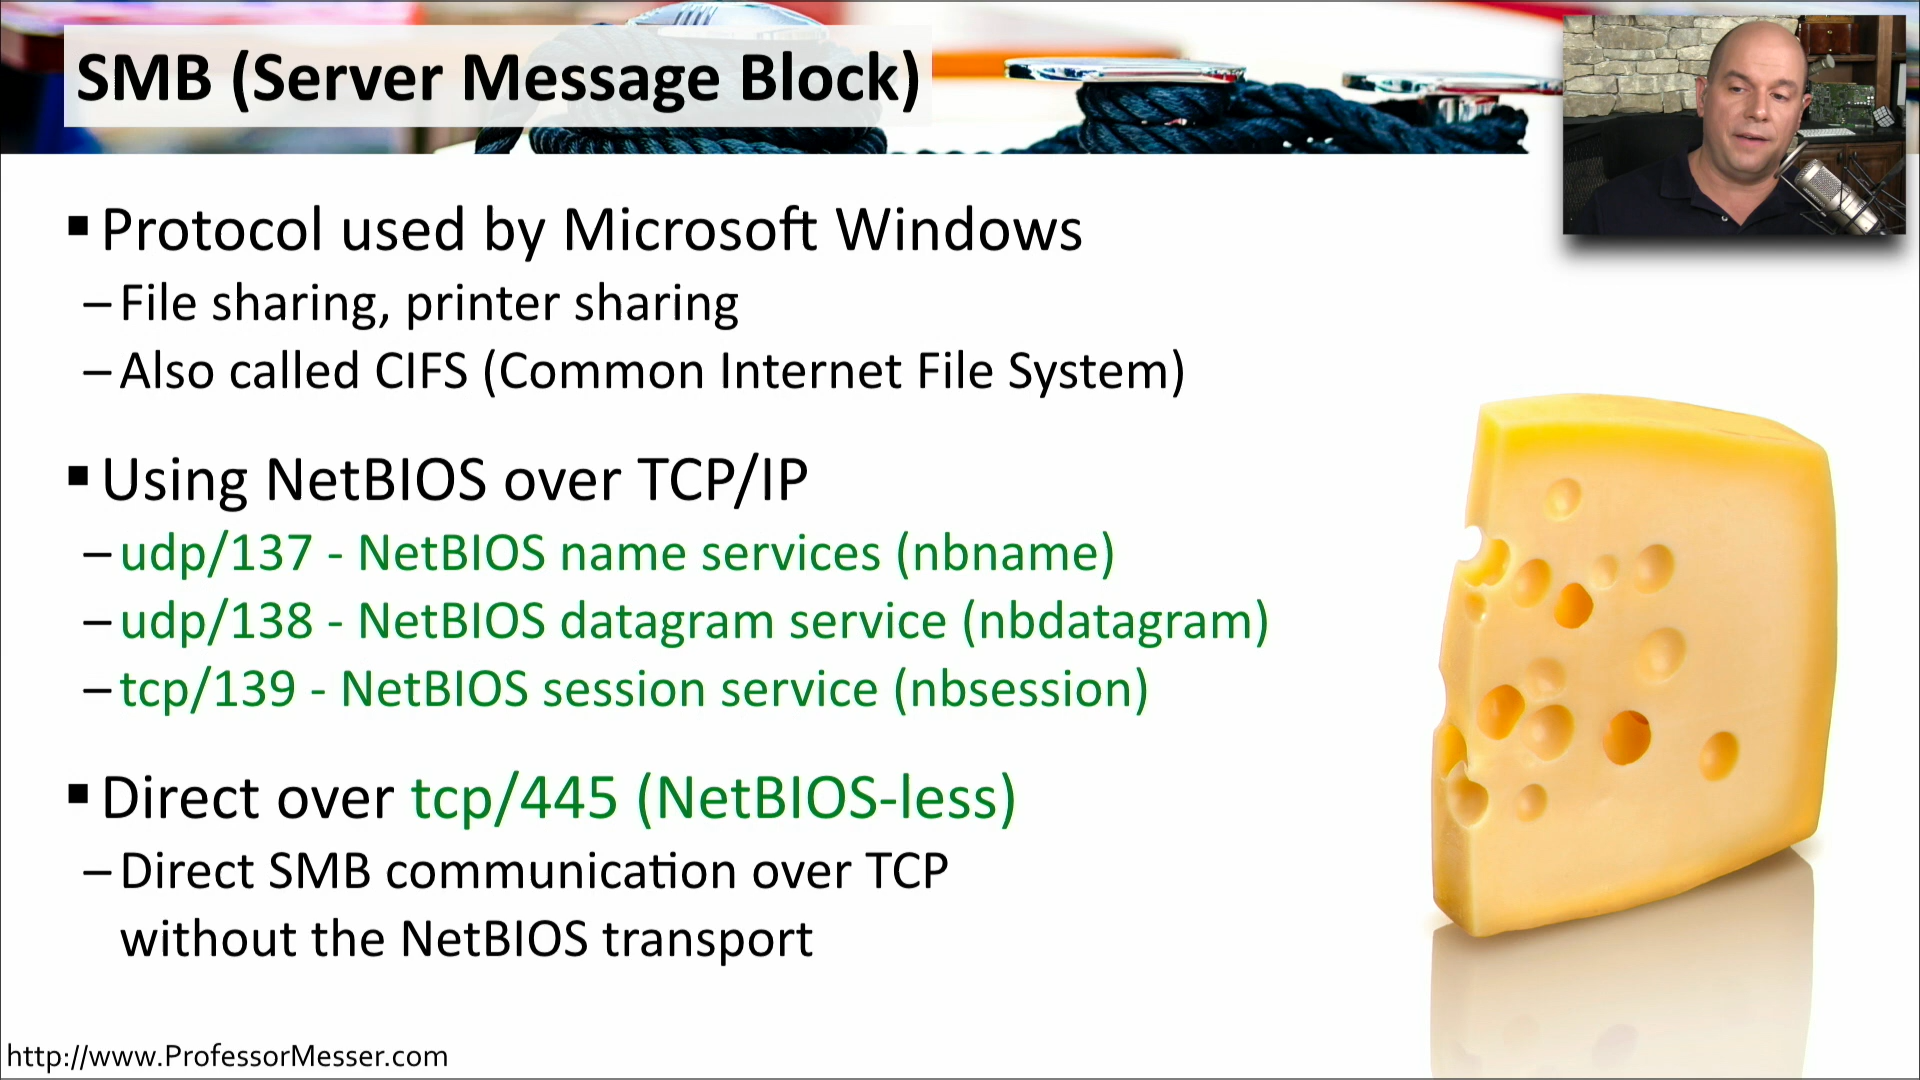 SMB (Server Message Block)
▪ Protocol used by Microsoft Windows
– File sharing, printer sharing
– Also called CIFS (Common Internet File System)
▪ Using NetBIOS over TCP/IP
– udp/137 - NetBIOS name services (nbname)
– udp/138 - NetBIOS datagram service (nbdatagram)
– tcp/139 - NetBIOS session service (nbsession)
▪ Direct over tcp/445 (NetBIOS-less)
– Direct SMB communication over TCP
without the NetBIOS transport
http://www.ProfessorMesser.com